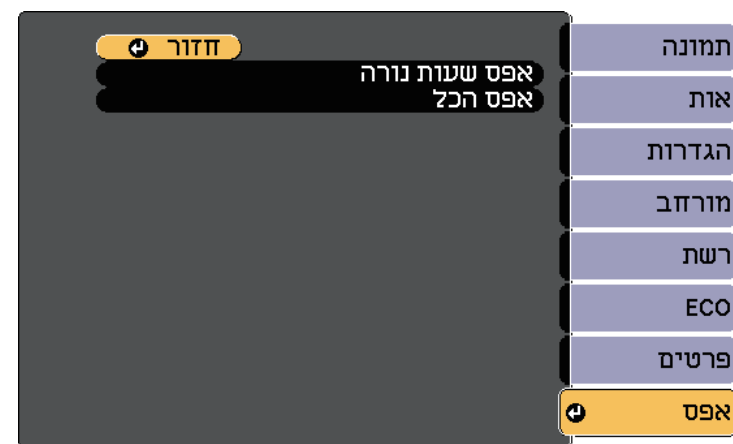 חזור
אפס שעות נורה
אפס הכל
תמונה
אות
הגדרות
מורחב
רשת
ECO
פרטים
אפס